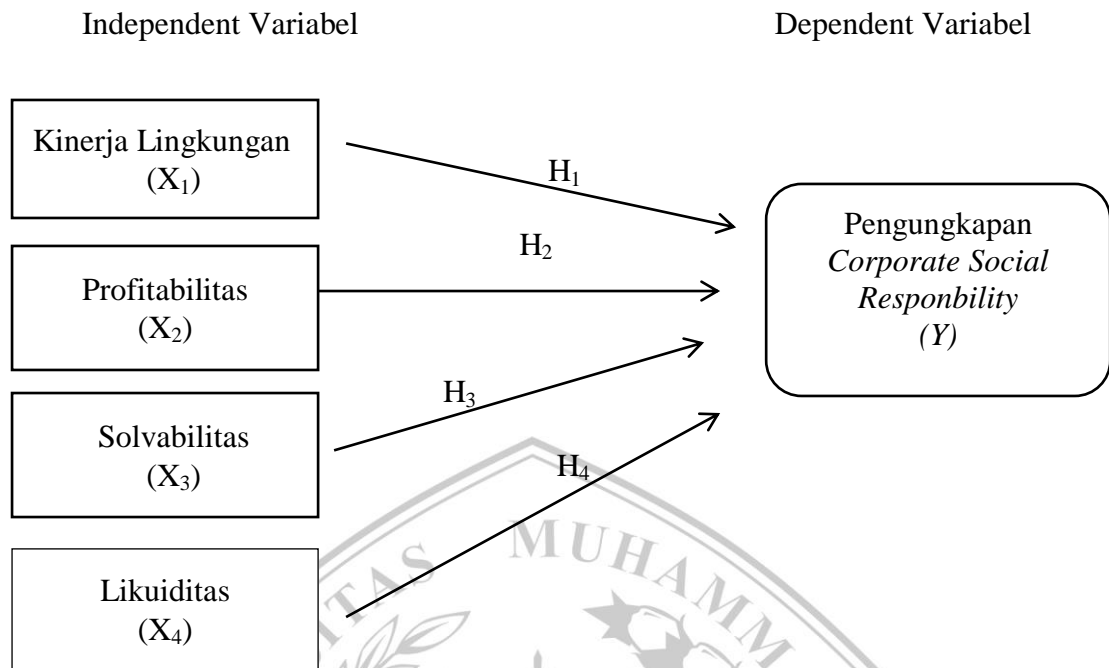 Independent Variabel
Dependent Variabel
Kinerja Lingkungan
(X₁)
H₁
Pengungkapan
Corporate Social
Responbility
(Y)
H₂
Profitabilitas
(X₂)
H₃
Solvabilitas
(X₃)
H₄
Likuiditas
(X₄)
ITAS MUHAMM